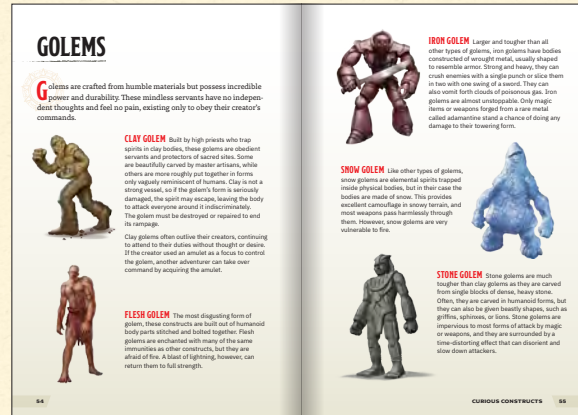 GOLEMS
Golems are crafted from humble materials but possess incredible
power and durability. These mindless servants have no indepen-
dent thoughts and feel no pain, existing only to obey their creator's
commands.
CLAY GOLEM Built by high priests who trap
spirits in clay bodies, these golems are obedient
servants and protectors of sacred sites. Some
are beautifully carved by master artisans, while
others are more roughly put together in forms
only vaguely reminiscent of humans. Clay is not a
strong vessel, so if the golem's form is seriously
damaged, the spirit may escape, leaving the body
to attack everyone around it indiscriminately.
The golem must be destroyed or repaired to end
its rampage.
Clay golems often outlive their creators, continuing
to attend to their duties without thought or desire.
If the creator used an amulet as a focus to control
the golem, another adventurer can take over
command by acquiring the amulet.
FLESH GOLEM The most disgusting form of
golem, these constructs are built out of humanoid
body parts stitched and bolted together. Flesh
golems are enchanted with many of the same
immunities as other constructs, but they are
afraid of fire. A blast of lightning, however, can
return them to full strength.
54
IRON GOLEM Larger and tougher than all
other types of golems, iron golems have bodies
constructed of wrought metal, usually shaped
to resemble armor. Strong and heavy, they can
crush enemies with a single punch or slice them
in two with one swing of a sword. They can
also vomit forth clouds of poisonous gas. Iron
golems are almost unstoppable. Only magic
items or weapons forged from a rare metal
called adamantine stand a chance of doing any
damage to their towering form.
SNOW GOLEM Like other types of golems,
snow golems are elemental spirits trapped
inside physical bodies, but in their case the
bodies are made of snow. This provides
excellent camouflage in snowy terrain, and
most weapons pass harmlessly through
them. However, snow golems are very
vulnerable to fire.
STONE GOLEM Stone golems are much
tougher than clay golems as they are carved
from single blocks of dense, heavy stone.
Often, they are carved in humanoid forms, but
they can also be given beastly shapes, such as
griffins, sphinxes, or lions. Stone golems are
impervious to most forms of attack by magic
or weapons, and they are surrounded by a
time-distorting effect that can disorient and
slow down attackers.
CURIOUS CONSTRUCTS 55